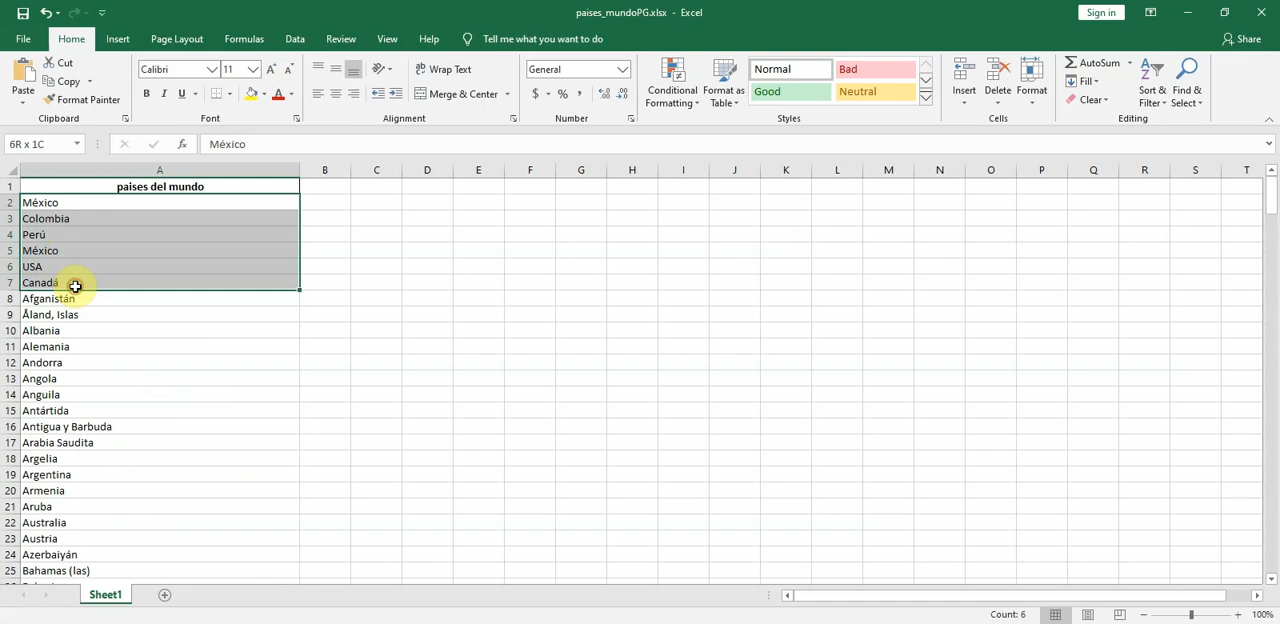 paises_mundoPG.xlsx - Excel
Sign in
File Home Insert Page Layout Formulas Data Review View Help Tell me what you want to do Share
Paste
Cut
Copy
Format Painter
Clipboard
Calibri 11
B I U A
Font
Wrap Text
Merge & Center
Alignment
General
$ % ,
Number
Conditional Formatting
Format as Table
Normal Bad
Good Neutral
Styles
Insert Delete Format
Cells
AutoSum
Fill
Clear
Sort & Filter
Find & Select
Editing
6R x 1C fx México
A B C D E F G H I J K L M N O P Q R S T
1 paises del mundo
2 México
3 Colombia
4 Perú
5 México
6 USA
7 Canadá
8 Afganistán
9 Åland, Islas
10 Albania
11 Alemania
12 Andorra
13 Angola
14 Anguila
15 Antártida
16 Antigua y Barbuda
17 Arabia Saudita
18 Argelia
19 Argentina
20 Armenia
21 Aruba
22 Australia
23 Austria
24 Azerbaiyán
25 Bahamas (las)
Sheet1
Count: 6 100%